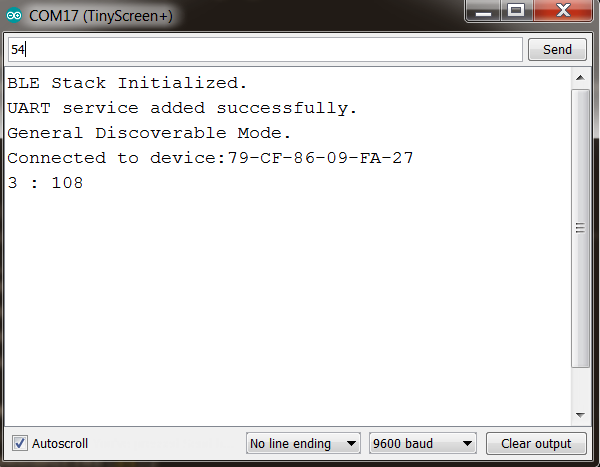 COM17 (TinyScreen+)
54
Send
BLE Stack Initialized.
UART service added successfully.
General Discoverable Mode.
Connected to device:79-CF-86-09-FA-27
3 : 108
Autoscroll
No line ending
9600 baud
Clear output